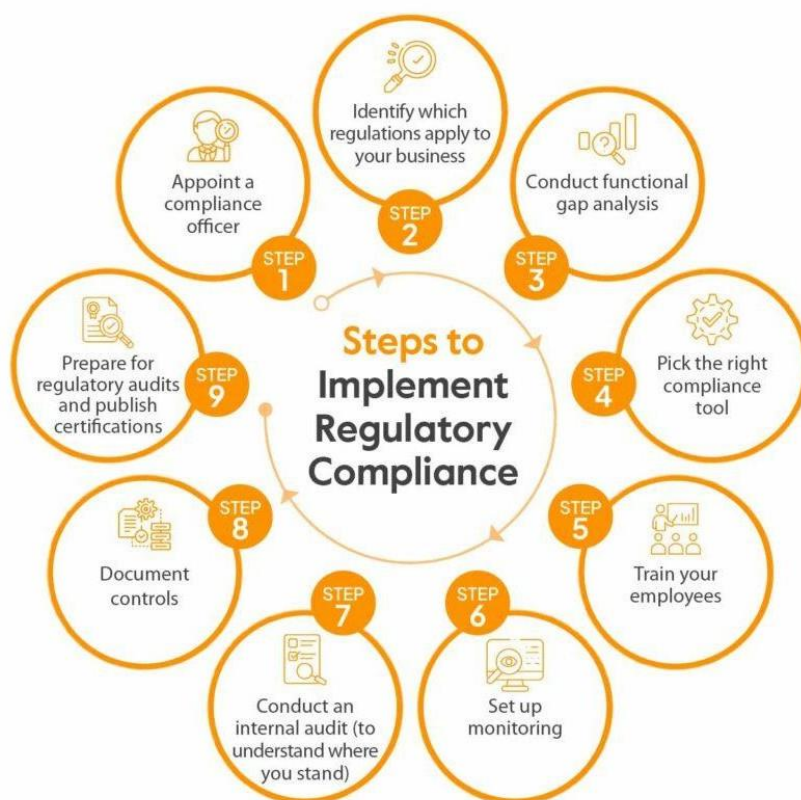 Steps to
Implement
Regulatory
Compliance
STEP
1
Appoint a
compliance
officer
STEP
2
Identify which
regulations apply to
your business
STEP
3
Conduct functional
gap analysis
STEP
4
Pick the right
compliance
tool
STEP
5
Train your
employees
STEP
6
Set up
monitoring
STEP
7
Conduct an
internal audit (to
understand where
you stand)
STEP
8
Document
controls
STEP
9
Prepare for
regulatory audits
and publish
certifications
?